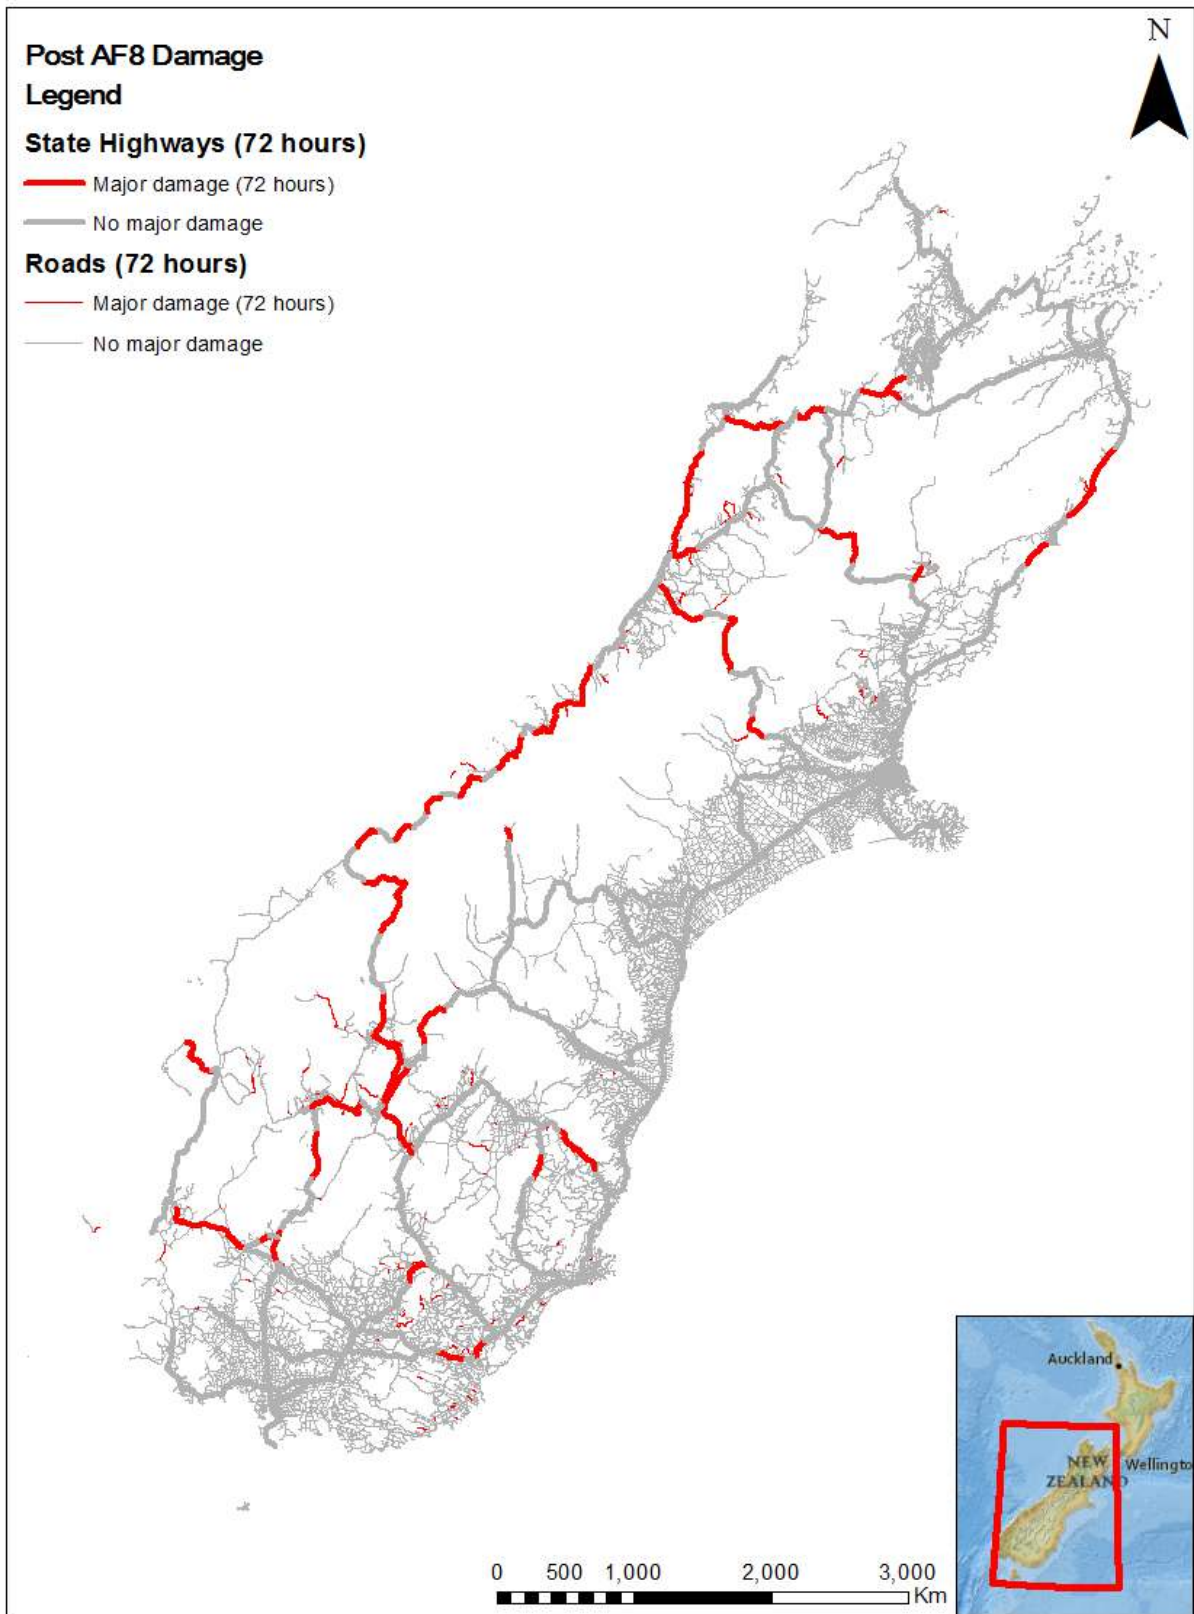 Post AF8 Damage
Legend
State Highways (72 hours)
Major damage (72 hours)
No major damage
Roads (72 hours)
Major damage (72 hours)
No major damage
N
Auckland
NEW
ZEALAND
Wellingto
0 500 1,000 2,000 3,000
Km